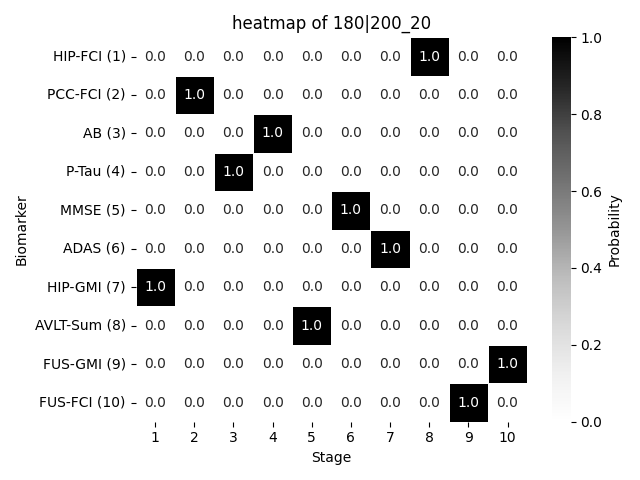 heatmap of 180|200_20
HIP-FCI (1) 0.0 0.0 0.0 0.0 0.0 0.0 0.0 1.0 0.0 0.0
PCC-FCI (2) 0.0 1.0 0.0 0.0 0.0 0.0 0.0 0.0 0.0 0.0
AB (3) 0.0 0.0 0.0 1.0 0.0 0.0 0.0 0.0 0.0 0.0
P-Tau (4) 0.0 0.0 1.0 0.0 0.0 0.0 0.0 0.0 0.0 0.0
MMSE (5) 0.0 0.0 0.0 0.0 0.0 1.0 0.0 0.0 0.0 0.0
ADAS (6) 0.0 0.0 0.0 0.0 0.0 0.0 1.0 0.0 0.0 0.0
HIP-GMI (7) 1.0 0.0 0.0 0.0 0.0 0.0 0.0 0.0 0.0 0.0
AVLT-Sum (8) 0.0 0.0 0.0 0.0 1.0 0.0 0.0 0.0 0.0 0.0
FUS-GMI (9) 0.0 0.0 0.0 0.0 0.0 0.0 0.0 0.0 0.0 1.0
FUS-FCI (10) 0.0 0.0 0.0 0.0 0.0 0.0 0.0 0.0 1.0 0.0
1 2 3 4 5 6 7 8 9 10
Stage
Biomarker
1.0
0.8
0.6
0.4
0.2
0.0
Probability